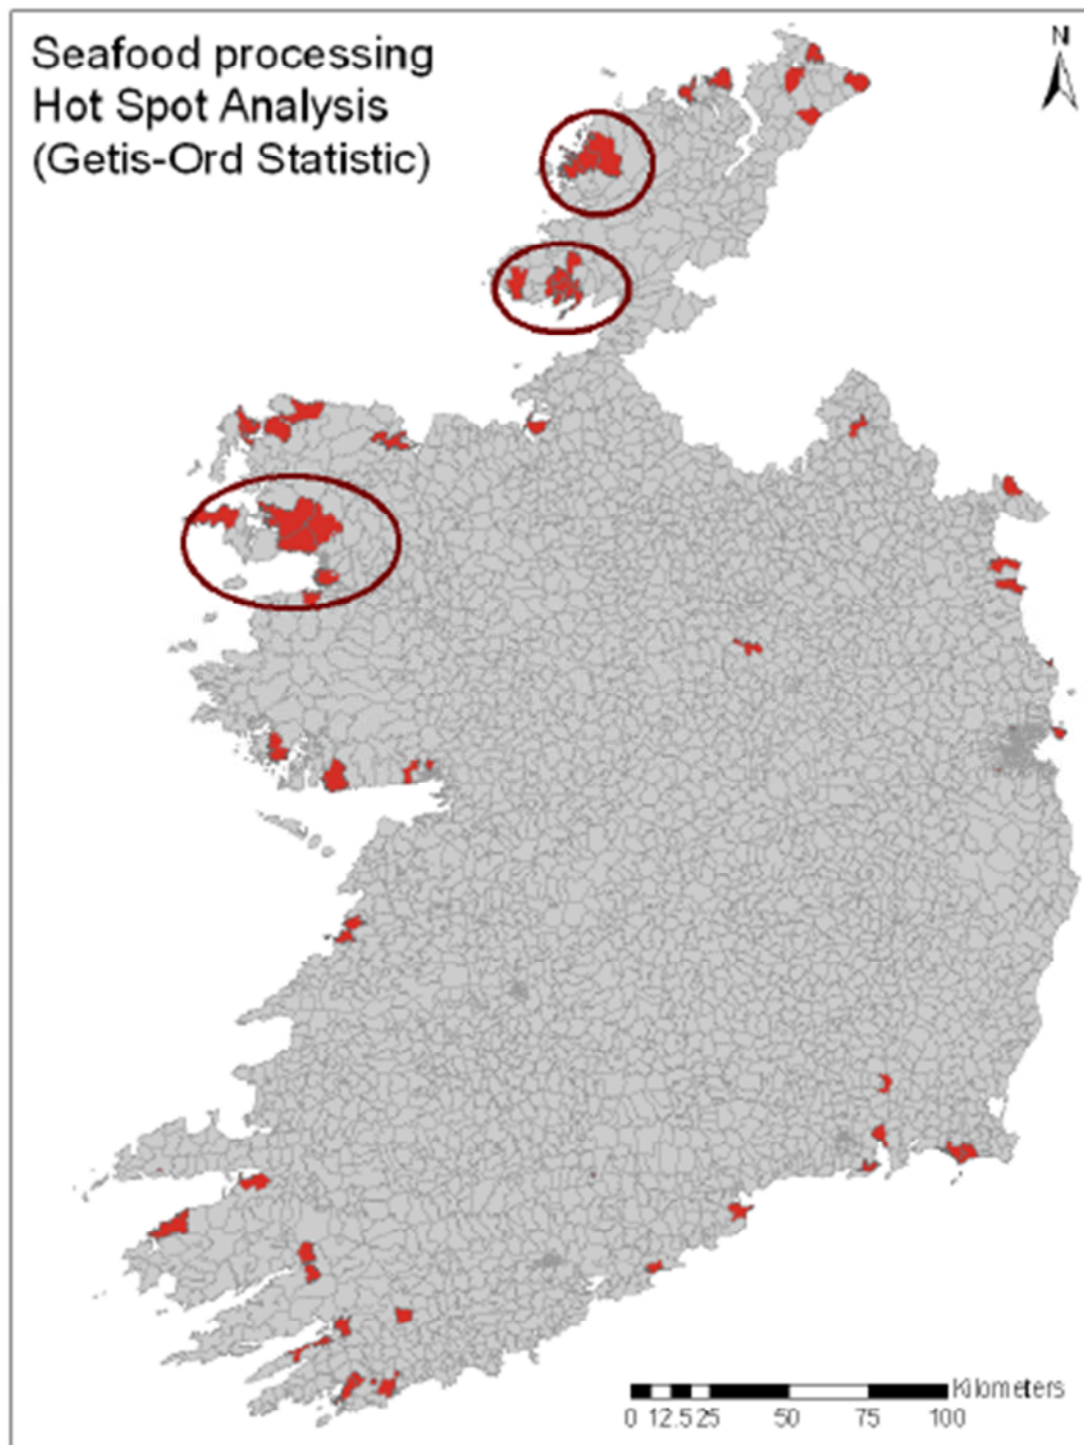 Seafood processing
Hot Spot Analysis
(Getis-Ord Statistic)
N
Kilometers
0 12.5 25 50 75 100